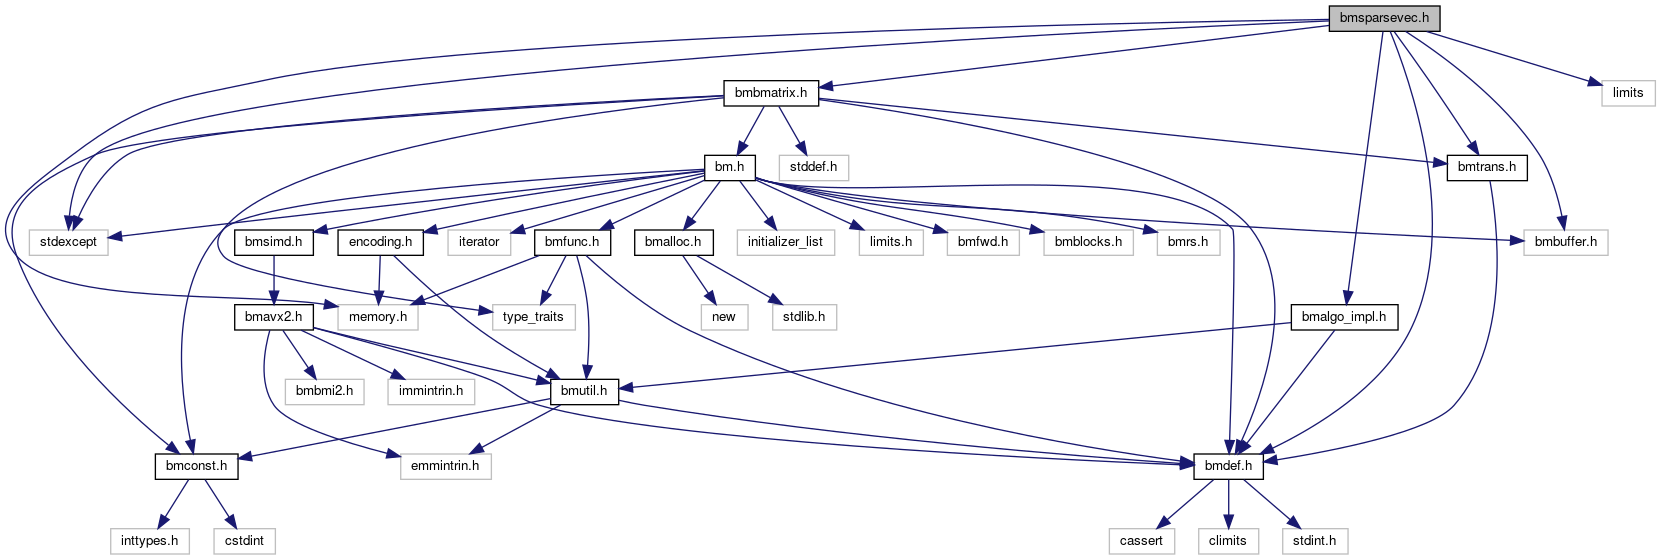 bmsparsevec.h
bmbmatrix.h
limits
bm.h
stddef.h
bmtrans.h
stdexcept
bmsimd.h
encoding.h
iterator
bmfunc.h
bmalloc.h
initializer_list
limits.h
bmfwd.h
bmblocks.h
bmrs.h
bmbuffer.h
bmavx2.h
memory.h
type_traits
new
stdlib.h
bmalgo_impl.h
bmbmi2.h
immintrin.h
bmutil.h
bmconst.h
emmintrin.h
bmdef.h
inttypes.h
cstdint
cassert
climits
stdint.h